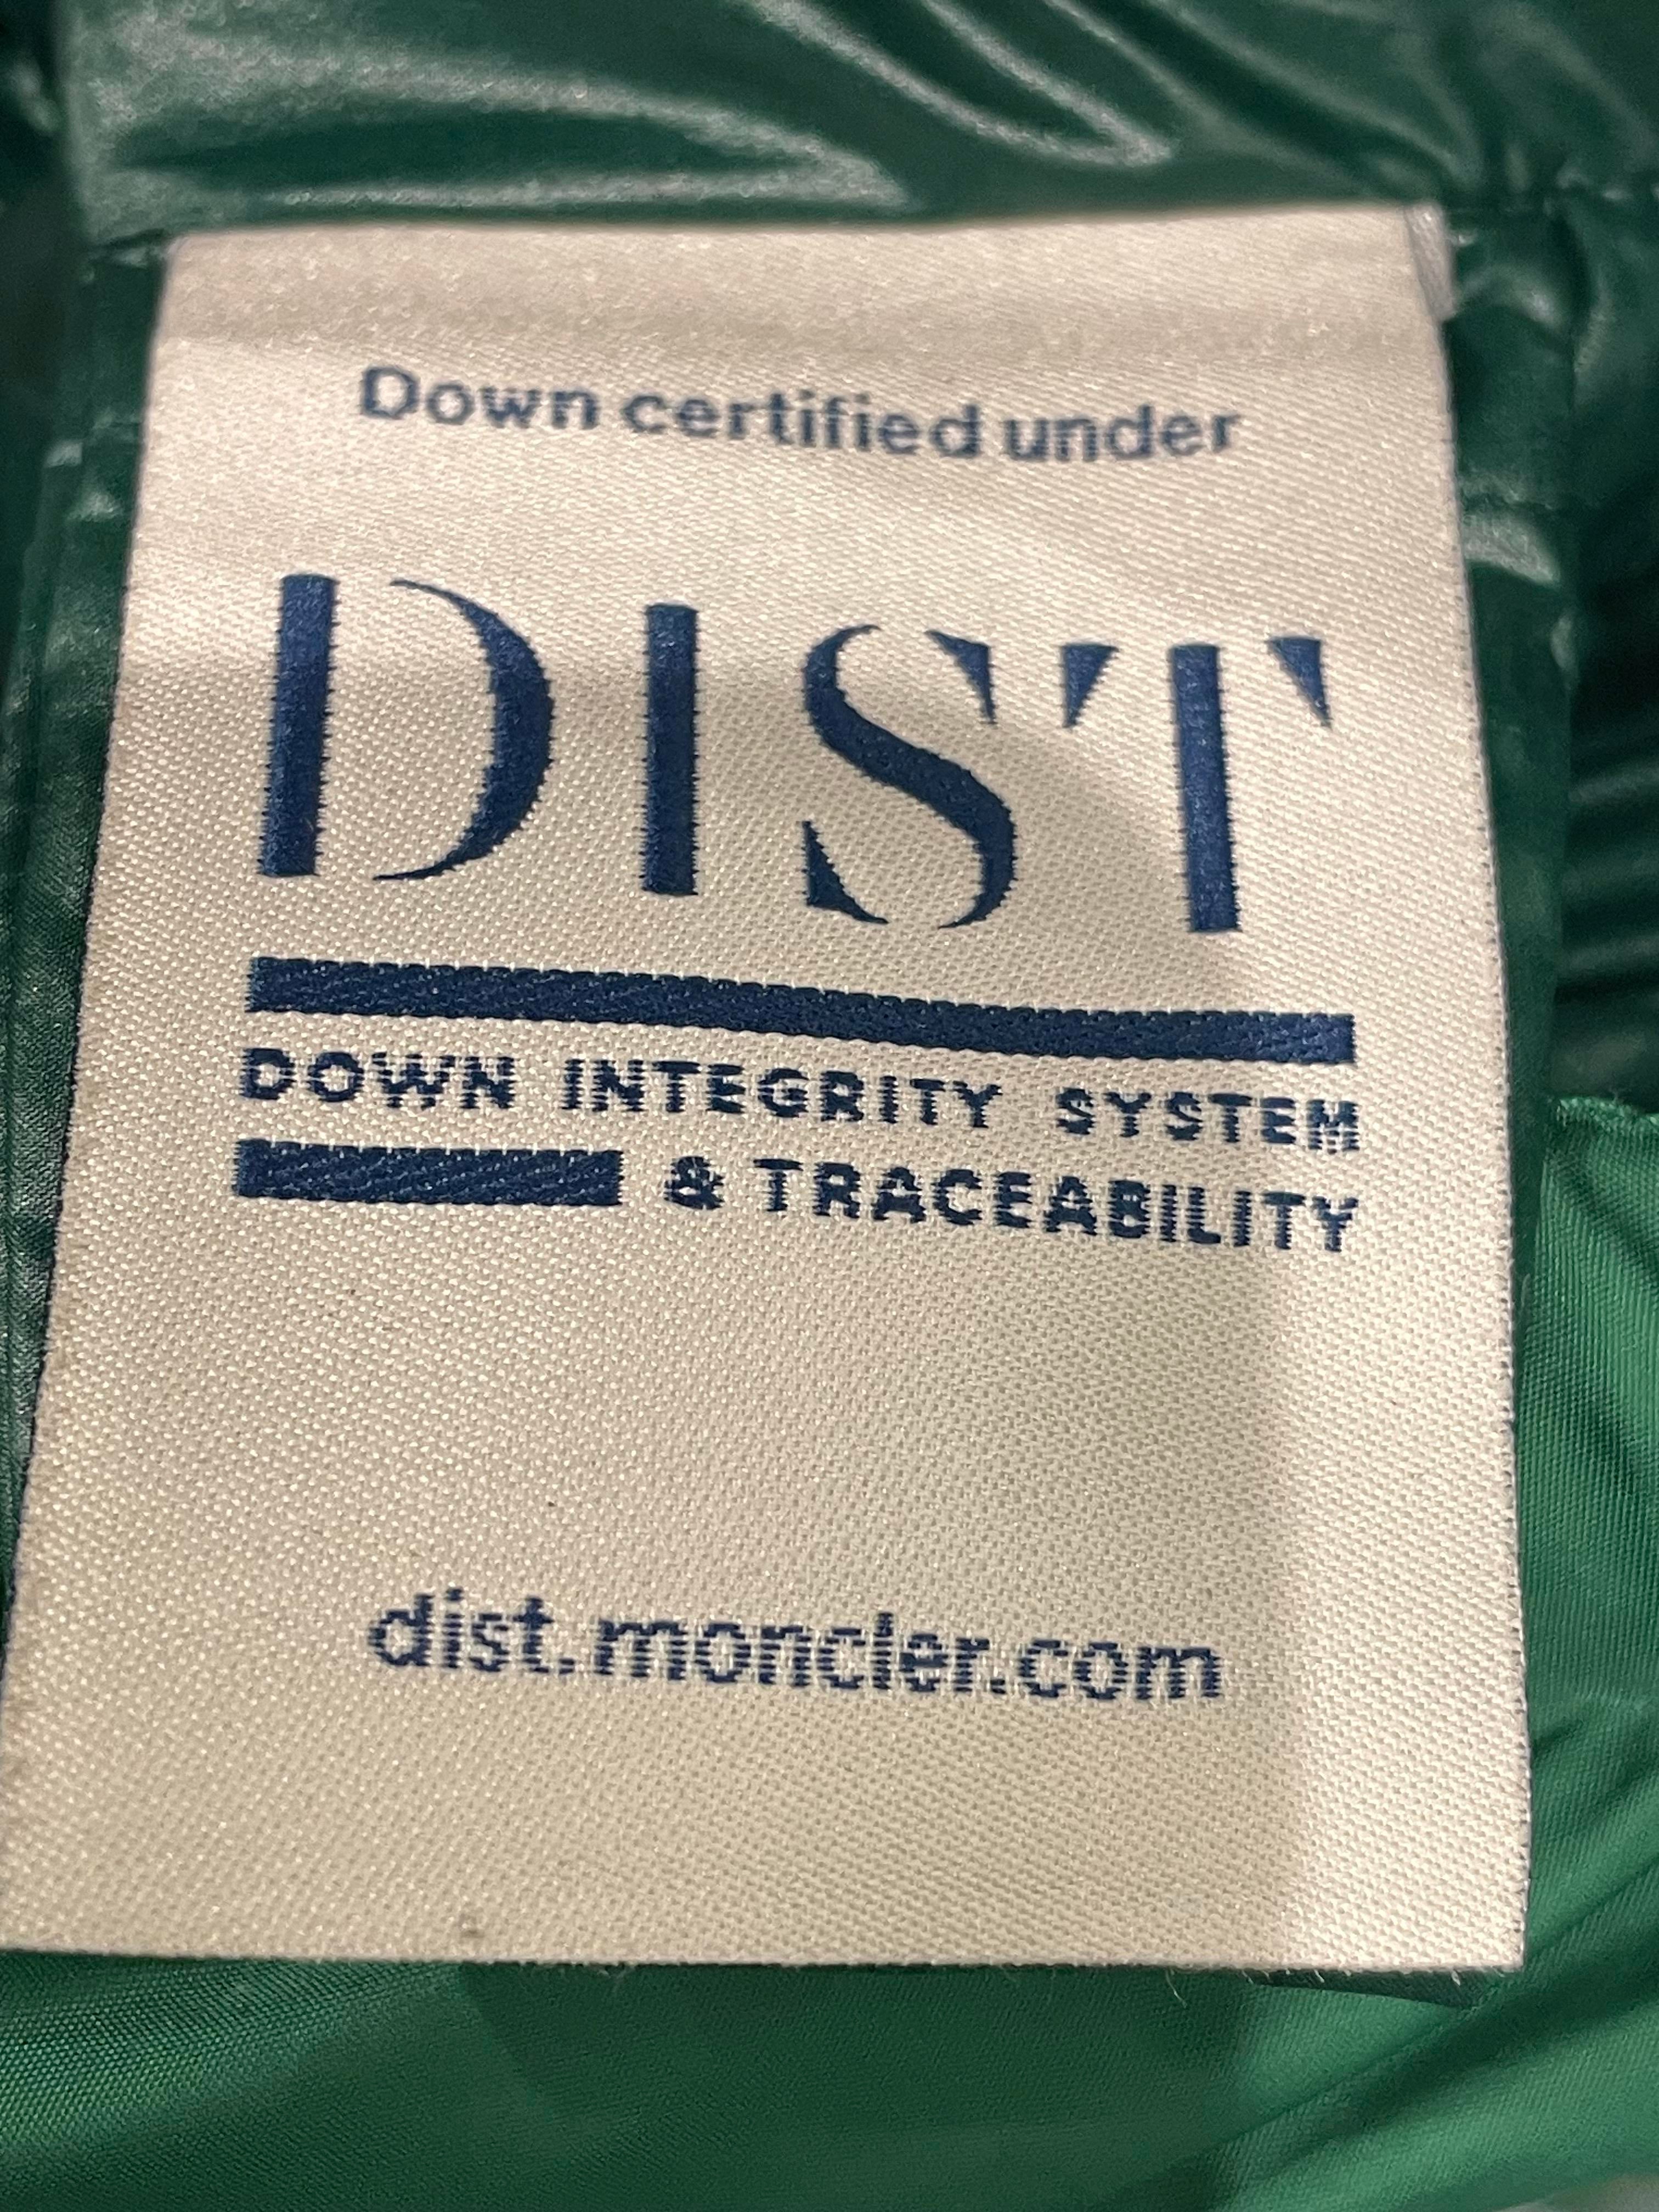 Down certified under
DIST
DOWN INTEGRITY SYSTEM
& TRACEABILITY
dist.moncler.com